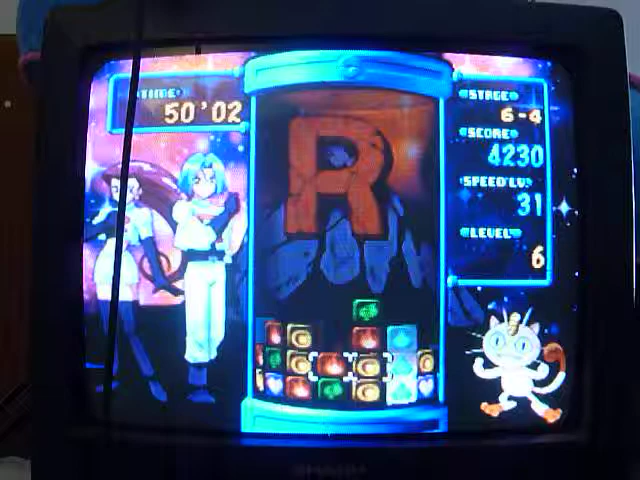 TIME
50'02
R
STAGE
6-4
SCORE
4230
SPEED LV.
31
LEVEL
6